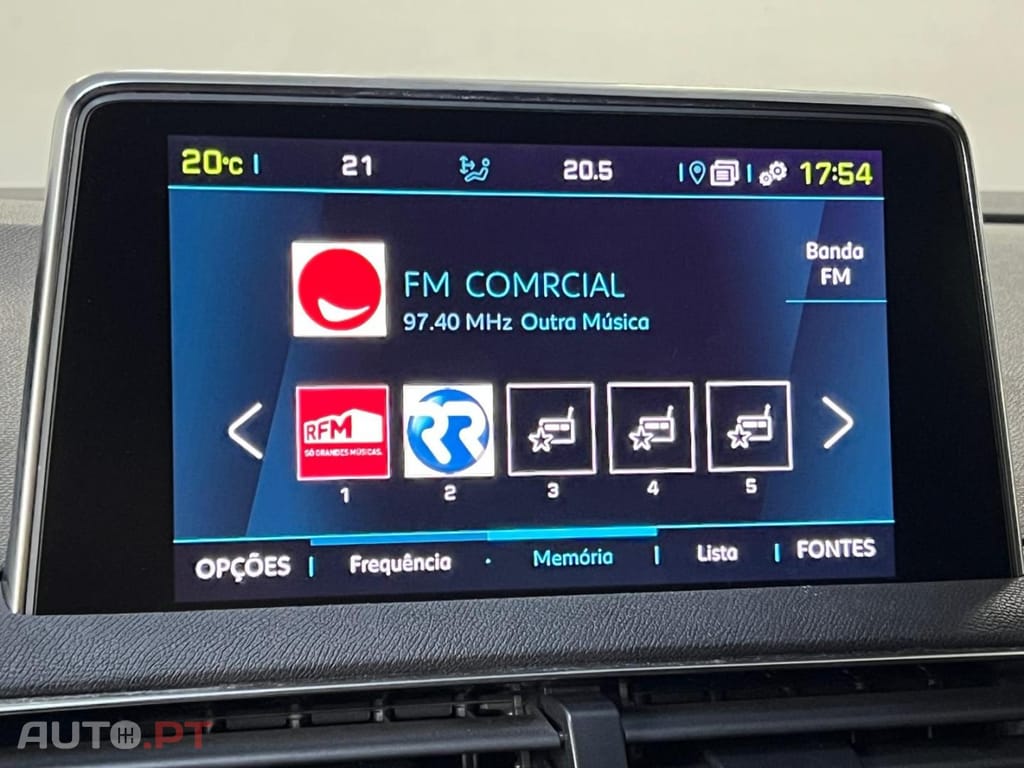 20°C 21 20.5 17:54
Banda
FM
FM COMRCIAL
97.40 MHz Outra Música
RFM
SÓ GRANDES MÚSICAS.
RR
1 2 3 4 5
OPÇÕES Frequência Memória Lista FONTES
AUTO.PT